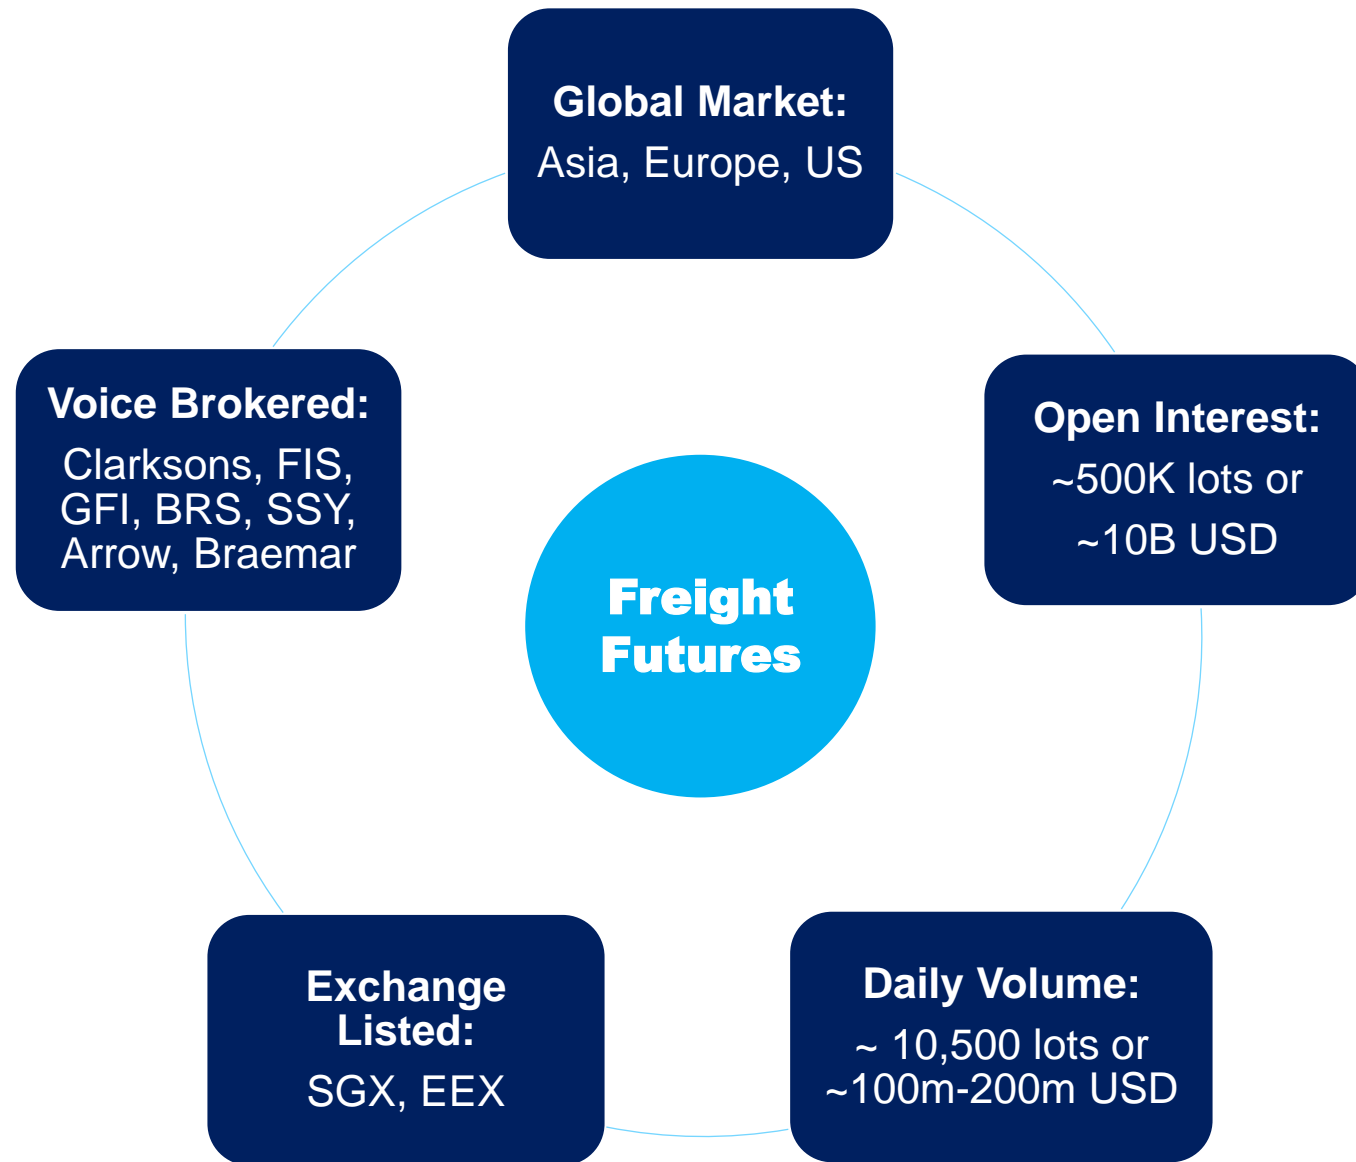 Global Market:
Asia, Europe, US
Voice Brokered:
Clarksons, FIS,
GFI, BRS, SSY,
Arrow, Braemar
Open Interest:
~500K lots or
~10B USD
Freight
Futures
Exchange
Listed:
SGX, EEX
Daily Volume:
~ 10,500 lots or
~100m-200m USD